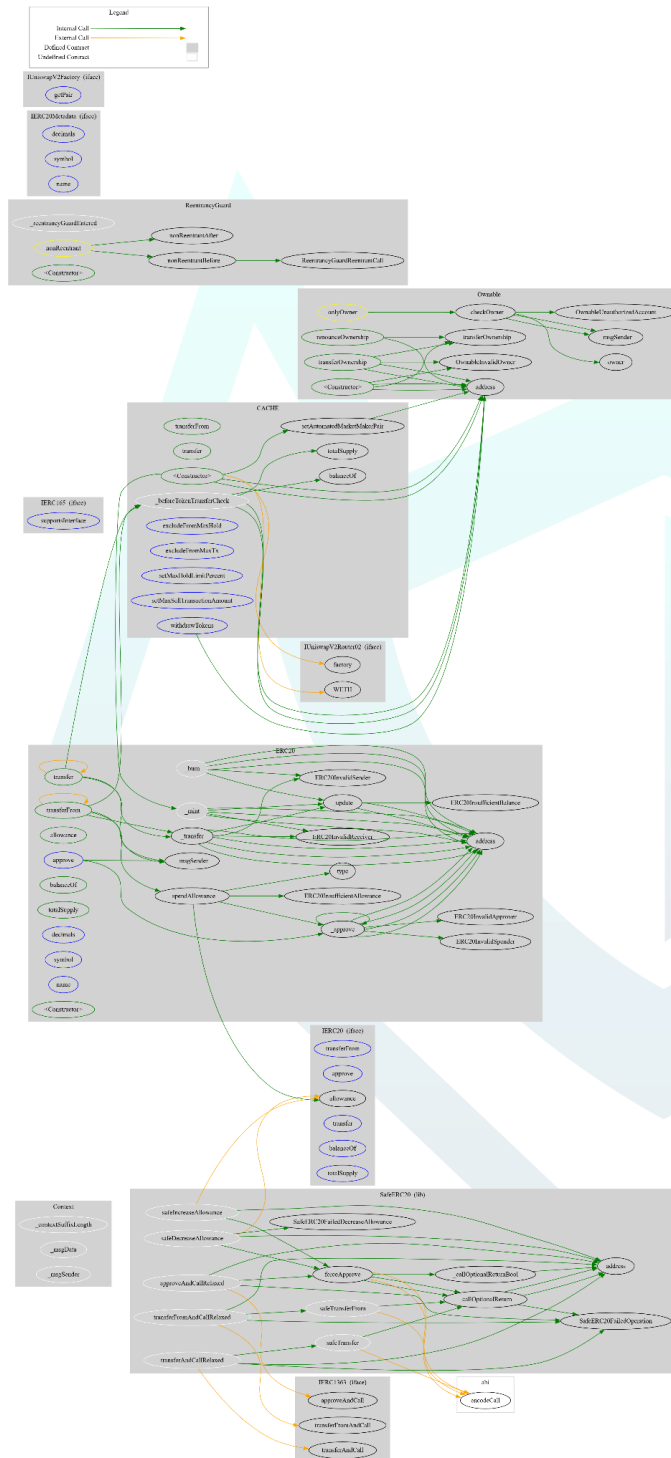 Legend
Internal Call
External Call
Defined Contract
Undefined Contract
IUniswapV2Factory (iface)
getPair
IERC20Metadata (iface)
decimals
symbol
name
ReentrancyGuard
_reentrancyGuardEntered
nonReentrant
nonReentrantAfter
nonReentrantBefore
ReentrancyGuardReentrantCall
<Constructor>
Ownable
onlyOwner
checkOwner
OwnableUnauthorizedAccount
renounceOwnership
transferOwnership
msgSender
transferOwnership
OwnableInvalidOwner
owner
<Constructor>
address
CACHE
transferFrom
setAutomatedMarketMakerPair
transfer
totalSupply
<Constructor>
balanceOf
_beforeTokenTransferCheck
IERC165 (iface)
supportsInterface
excludeFromMaxHold
excludeFromMaxTx
setMaxHoldLimitPercent
setMaxSellTransactionAmount
withdrawTokens
IUniswapV2Router02 (iface)
factory
WETH
ERC20
transfer
burn
ERC20InvalidSender
transferFrom
_mint
update
ERC20InsufficientBalance
allowance
_transfer
ERC20InvalidReceiver
address
approve
msgSender
type
balanceOf
spendAllowance
ERC20InsufficientAllowance
totalSupply
_approve
ERC20InvalidApprover
decimals
ERC20InvalidSpender
symbol
name
<Constructor>
IERC20 (iface)
transferFrom
approve
allowance
transfer
balanceOf
totalSupply
Context
_contextSuffixLength
_msgData
_msgSender
SafeERC20 (lib)
safeIncreaseAllowance
SafeERC20FailedDecreaseAllowance
safeDecreaseAllowance
address
approveAndCallRelaxed
forceApprove
callOptionalReturnBool
transferFromAndCallRelaxed
safeTransferFrom
callOptionalReturn
SafeERC20FailedOperation
transferAndCallRelaxed
safeTransfer
IERC1363 (iface)
approveAndCall
transferFromAndCall
transferAndCall
abi
encodeCall